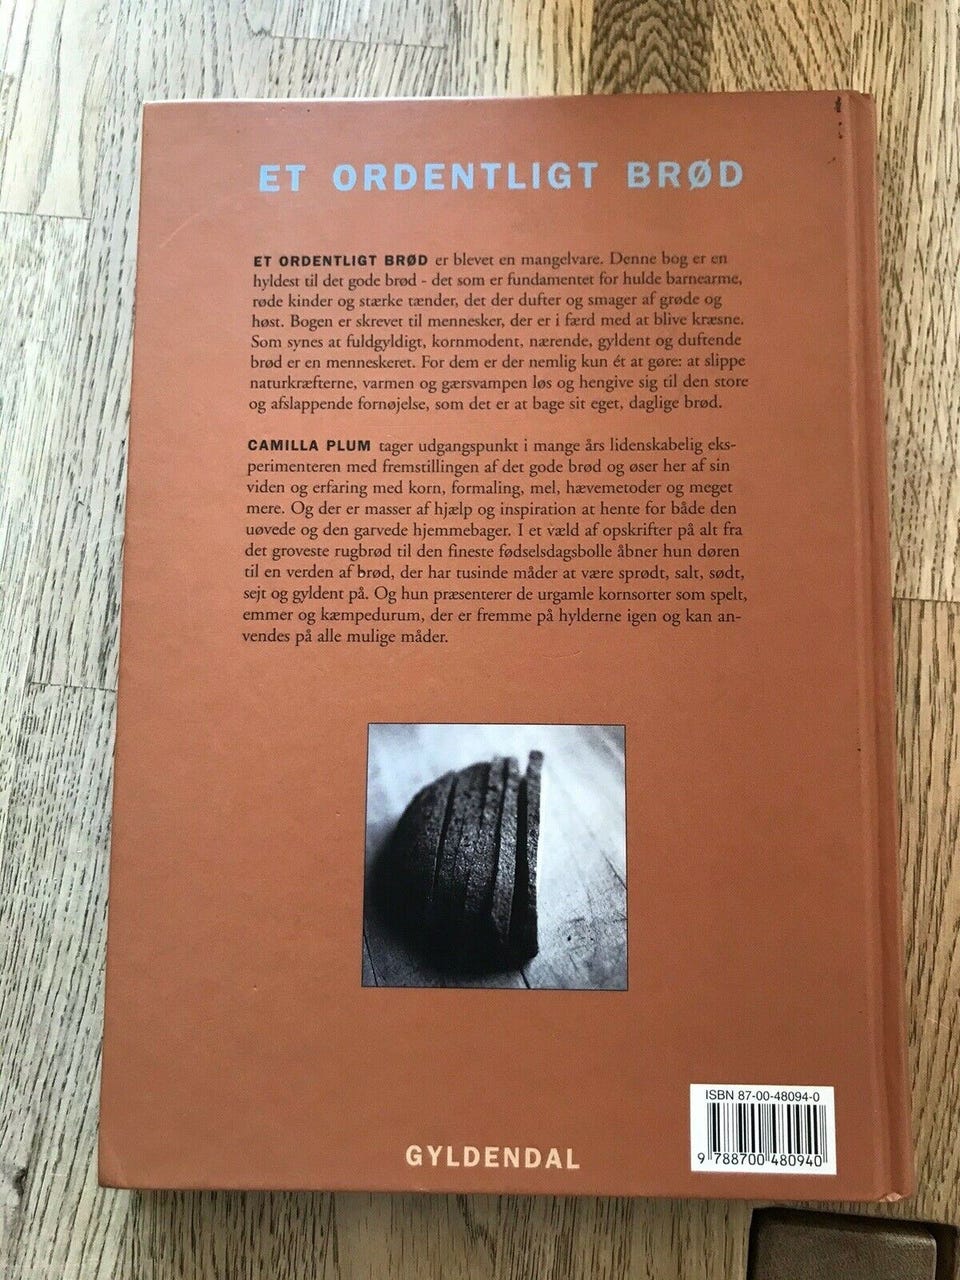 ET ORDENTLIGT BRØD
ET ORDENTLIGT BRØD er blevet en mangelvare. Denne bog er en
hyldest til det gode brød - det som er fundamentet for hulde barnearme,
røde kinder og stærke tænder, det der dufter og smager af grøde og
høst. Bogen er skrevet til mennesker, der er i færd med at blive kræsne.
Som synes at fuldgyldigt, kornmodent, nærende, gyldent og duftende
brød er en menneskeret. For dem er der nemlig kun ét at gøre: at slippe
naturkræfterne, varmen og gærsvampen løs og hengive sig til den store
og afslappende fornøjelse, som det er at bage sit eget, daglige brød.
CAMILLA PLUM tager udgangspunkt i mange års lidenskabelig eks-
perimenteren med fremstillingen af det gode brød og øser her af sin
viden og erfaring med korn, formaling, mel, hævemetoder og meget
mere. Og der er masser af hjælp og inspiration at hente for både den
uøvede og den garvede hjemmebager. I et væld af opskrifter på alt fra
det groveste rugbrød til den fineste fødselsdagsbolle åbner hun døren
til en verden af brød, der har tusinde måder at være sprødt, salt, sødt,
sejt og gyldent på. Og hun præsenterer de urgamle kornsorter som spelt,
emmer og kæmpedurum, der er fremme på hylderne igen og kan an-
vendes på alle mulige måder.
ISBN 87-00-48094-0
9 788700 480940
GYLDENDAL